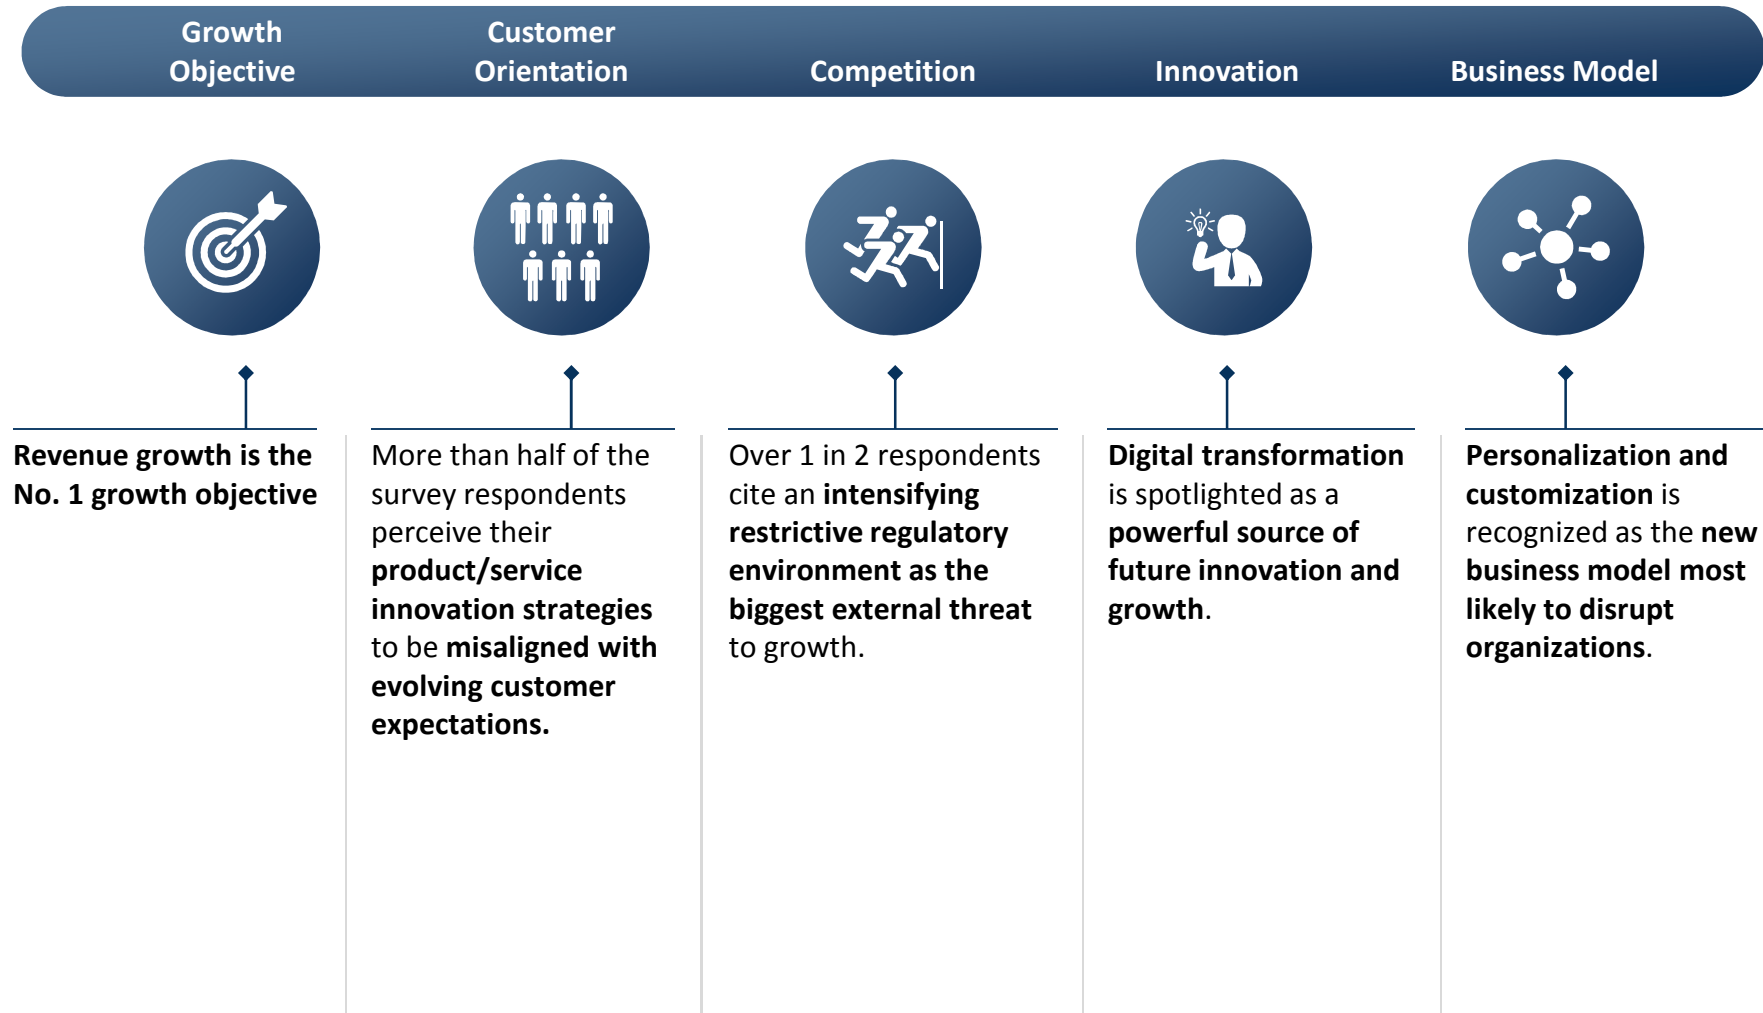 Growth
Objective
Customer
Orientation
Competition
Innovation
Business Model
Revenue growth is the
No. 1 growth objective
More than half of the
survey respondents
perceive their
product/service
innovation strategies
to be misaligned with
evolving customer
expectations.
Over 1 in 2 respondents
cite an intensifying
restrictive regulatory
environment as the
biggest external threat
to growth.
Digital transformation
is spotlighted as a
powerful source of
future innovation and
growth.
Personalization and
customization is
recognized as the new
business model most
likely to disrupt
organizations.